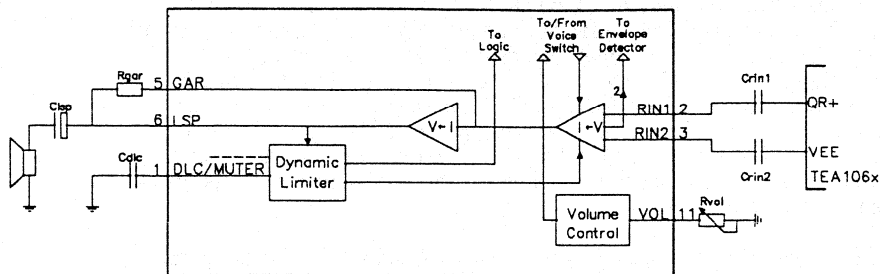 To
Logic
To/From
Voice
Switch
To
Envelope
Detector
Rgar
5 GAR
Clsp
6 LSP
V←I
I←V
2
RIN1 2
Crin1
QR+
RIN2 3
Crin2
VEE
TEA106x
Cdlc
1 DLC/MUTER
Dynamic
Limiter
Volume
Control
VOL 11
Rvol